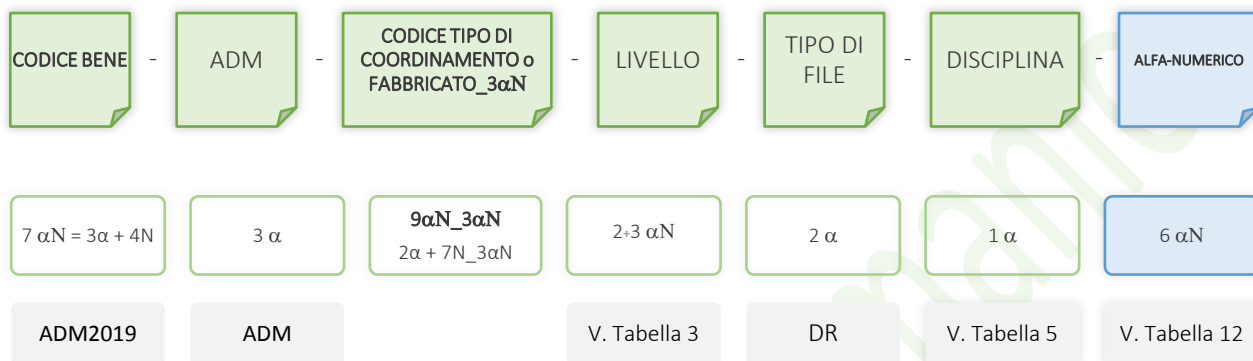 CODICE BENE - ADM - CODICE TIPO DI
COORDINAMENTO o
FABBRICATO_3αN - LIVELLO - TIPO DI
FILE - DISCIPLINA - ALFA-NUMERICO
7 αN = 3α + 4N
3 α
9αN_3αN
2α + 7N_3αN
2÷3 αN
2 α
1 α
6 αN
ADM2019
ADM
V. Tabella 3
DR
V. Tabella 5
V. Tabella 12